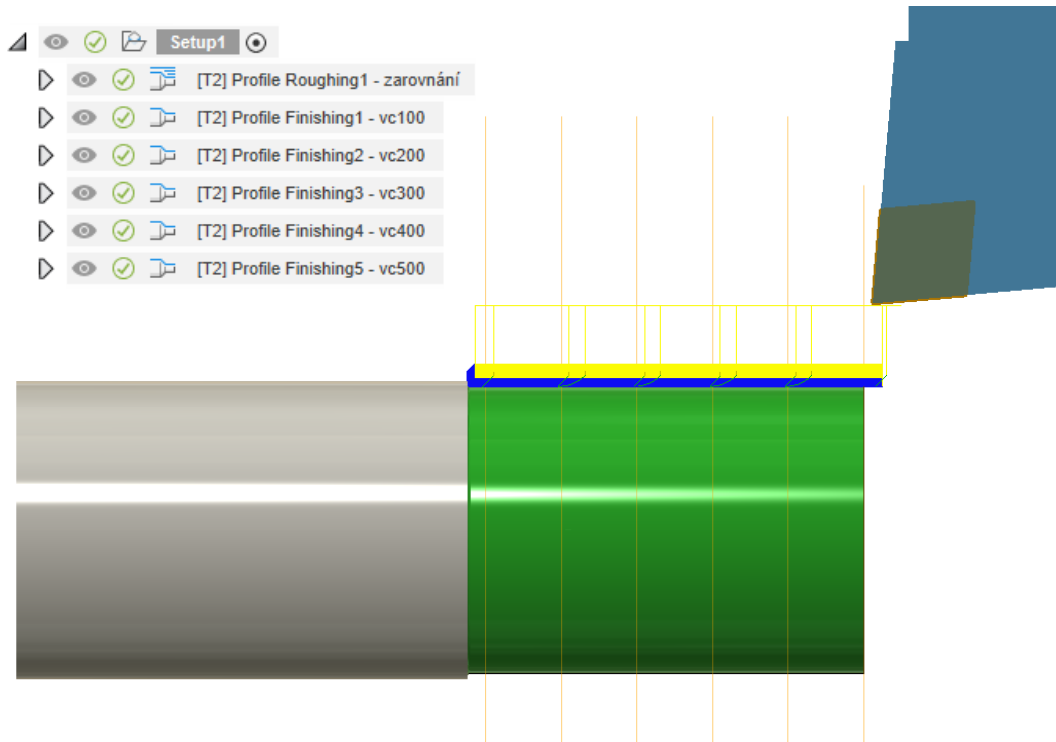 Setup1
[T2] Profile Roughing1 - zarovnání
[T2] Profile Finishing1 - vc100
[T2] Profile Finishing2 - vc200
[T2] Profile Finishing3 - vc300
[T2] Profile Finishing4 - vc400
[T2] Profile Finishing5 - vc500